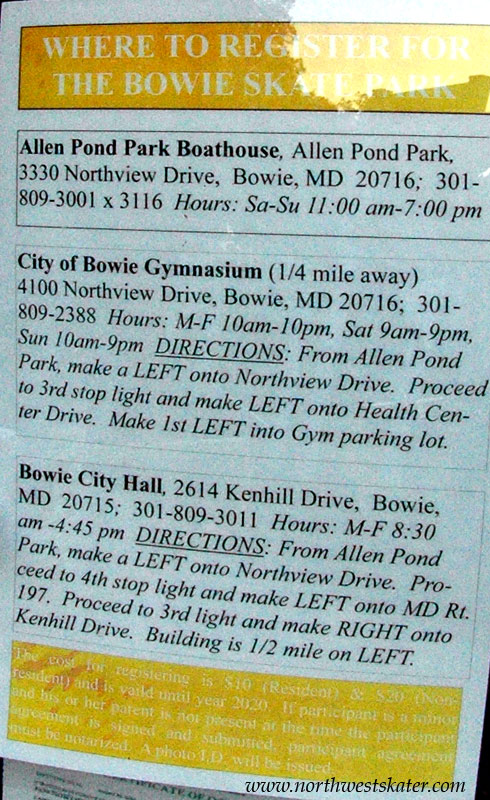 WHERE TO REGISTER FOR
THE BOWIE SKATE PARK
Allen Pond Park Boathouse, Allen Pond Park,
3330 Northview Drive, Bowie, MD 20716; 301-
809-3001 x 3116 Hours: Sa-Su 11:00 am-7:00 pm
City of Bowie Gymnasium (1/4 mile away)
4100 Northview Drive, Bowie, MD 20716; 301-
809-2388 Hours: M-F 10am-10pm, Sat 9am-9pm,
Sun 10am-9pm DIRECTIONS: From Allen Pond
Park, make a LEFT onto Northview Drive. Proceed
to 3rd stop light and make LEFT onto Health Cen-
ter Drive. Make 1st LEFT into Gym parking lot.
Bowie City Hall, 2614 Kenhill Drive, Bowie,
MD 20715; 301-809-3011 Hours: M-F 8:30
am -4:45 pm DIRECTIONS: From Allen Pond
Park, make a LEFT onto Northview Drive. Pro-
ceed to 4th stop light and make LEFT onto MD Rt.
197. Proceed to 3rd light and make RIGHT onto
Kenhill Drive. Building is 1/2 mile on LEFT.
The cost for registering is $10 (Resident) & $20 (Non-
resident) and is vaild until year 2020. If participant is a minor
and his or her parent is not present at the time the participant
agreement is signed and submitted, participant agreement
must be notarized. A photo I.D. will be issued.
www.northwestskater.com